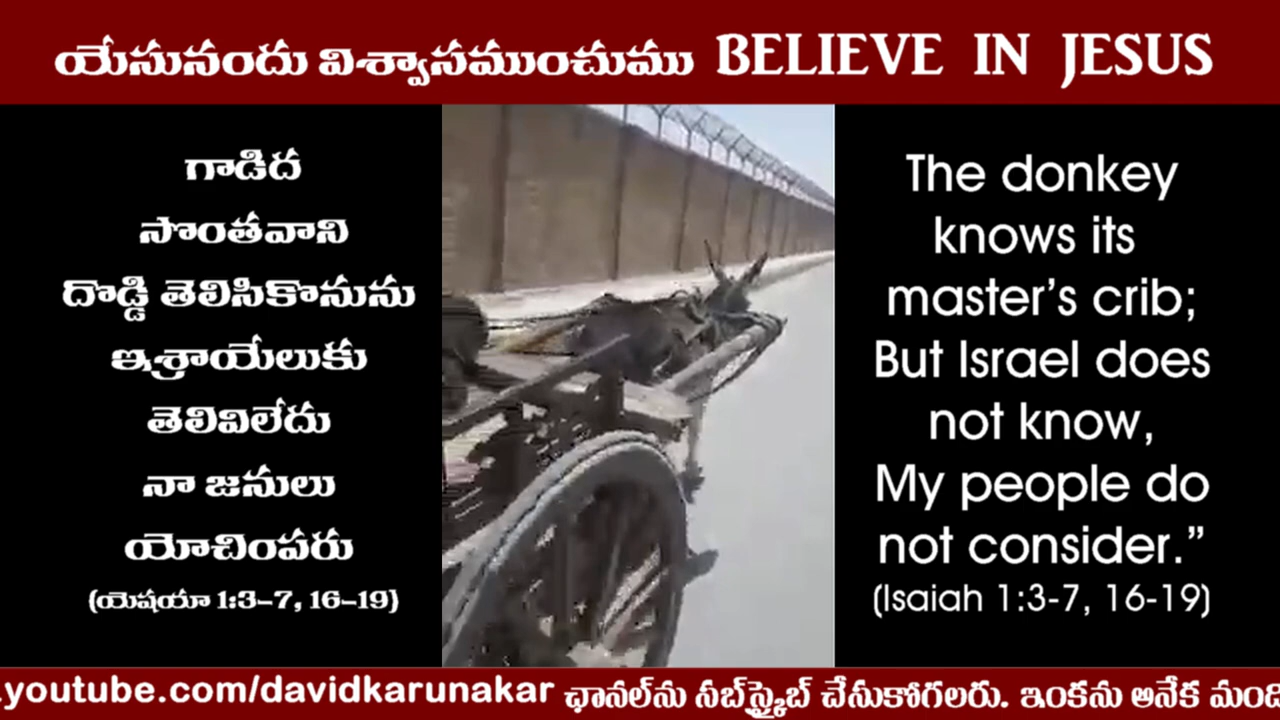 యేసునందు విశ్వాసముంచుము BELIEVE IN JESUS
గాడిద
సొంతవాని
దొడ్డి తెలిసికొనును
ఇశ్రాయేలుకు
తెలివిలేదు
నా జనులు
యోచింపరు
(యెషయా 1:3-7, 16-19)
The donkey
knows its
master’s crib;
But Israel does
not know,
My people do
not consider.”
(Isaiah 1:3-7, 16-19)
.youtube.com/davidkarunakar ఛానల్‌ను సబ్‌స్క్రైబ్ చేసుకోగలరు. ఇంకను అనేక మంది